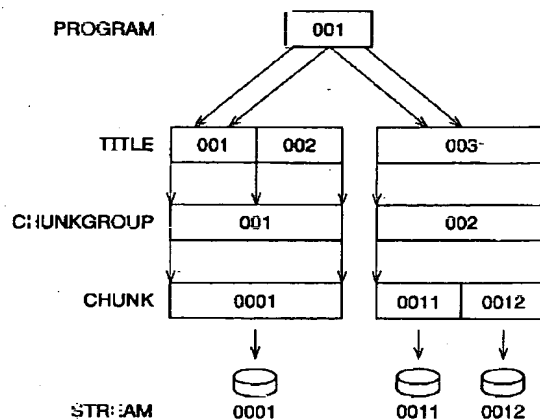 PROGRAM 001
TITLE 001 002 003
CHUNKGROUP 001 002
CHUNK 0001 0011 0012
STREAM 0001 0011 0012